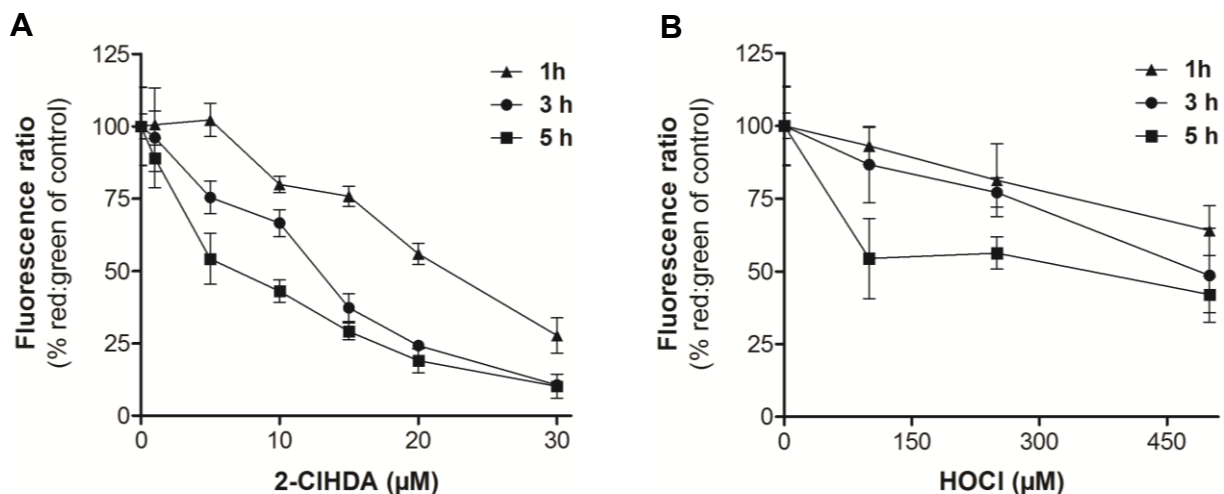 A
Fluorescence ratio
(% red:green of control)
125
100
75
50
25
0
1h
3 h
5 h
0
10
20
30
2-ClHDA (µM)
B
Fluorescence ratio
(% red:green of control)
125
100
75
50
25
0
1h
3 h
5 h
0
150
300
450
HOCl (µM)